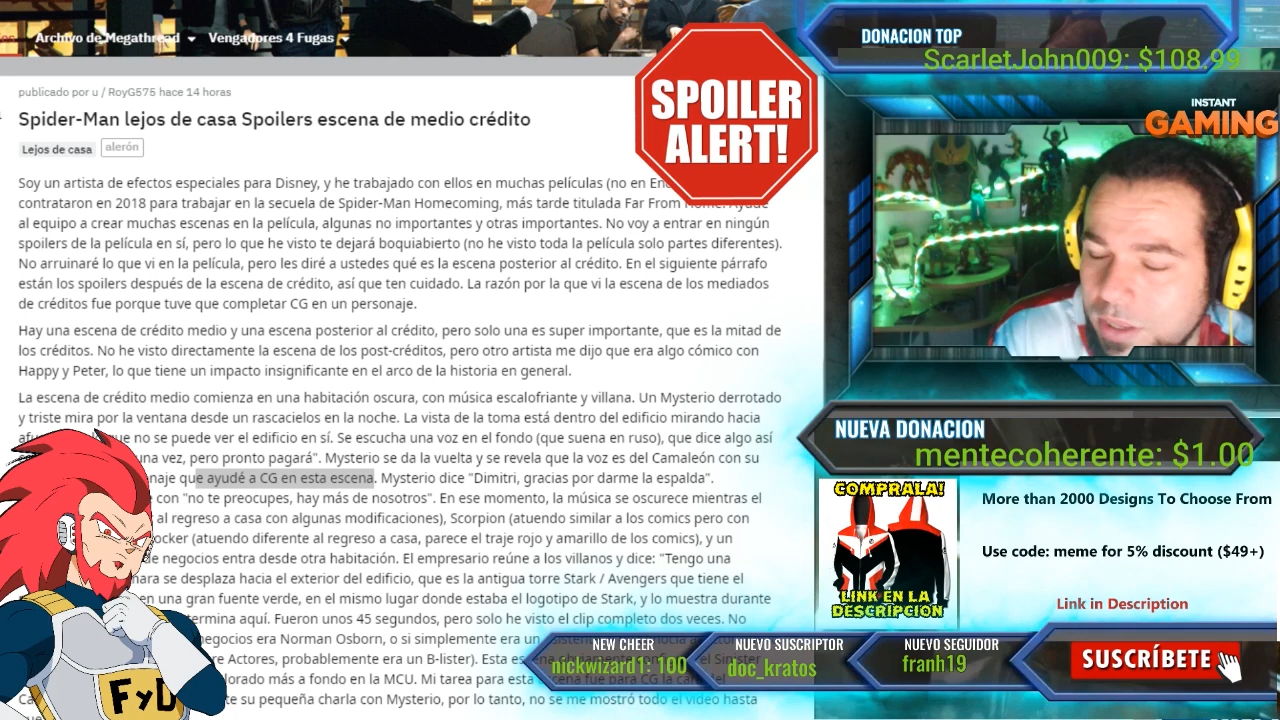 Archivo de Megathread
Vengadores 4 Fugas
publicado por u / RoyG575 hace 14 horas
Spider-Man lejos de casa Spoilers escena de medio crédito
Lejos de casa
alerón
Soy un artista de efectos especiales para Disney, y he trabajado con ellos en muchas películas (no en
contrataron en 2018 para trabajar en la secuela de Spider-Man Homecoming, más tarde titulada Far From Home. Ayudé
al equipo a crear muchas escenas en la película, algunas no importantes y otras importantes. No voy a entrar en ningún
spoilers de la película en sí, pero lo que he visto te dejará boquiabierto (no he visto toda la película solo partes diferentes).
No arruinaré lo que vi en la película, pero les diré a ustedes qué es la escena posterior al crédito. En el siguiente párrafo
están los spoilers después de la escena de crédito, así que ten cuidado. La razón por la que vi la escena de los mediados
de créditos fue porque tuve que completar CG en un personaje.
Hay una escena de crédito medio y una escena posterior al crédito, pero solo una es super importante, que es la mitad de
los créditos. No he visto directamente la escena de los post-créditos, pero otro artista me dijo que era algo cómico con
Happy y Peter, lo que tiene un impacto insignificante en el arco de la historia en general.
La escena de crédito medio comienza en una habitación oscura, con música escalofriante y villana. Un Mysterio derrotado
y triste mira por la ventana desde un rascacielos en la noche. La vista de la toma está dentro del edificio mirando hacia
que no se puede ver el edificio en sí. Se escucha una voz en el fondo (que suena en ruso), que dice algo así
una vez, pero pronto pagará". Mysterio se da la vuelta y se revela que la voz es del Camaleón con su
que ayudé a CG en esta escena. Mysterio dice "Dimitri, gracias por darme la espalda".
con "no te preocupes, hay más de nosotros". En ese momento, la música se oscurece mientras el
al regreso a casa con algunas modificaciones), Scorpion (atuendo similar a los comics pero con
(atuendo diferente al regreso a casa, parece el traje rojo y amarillo de los comics), y un
de negocios entra desde otra habitación. El empresario reúne a los villanos y dice: "Tengo una
se desplaza hacia el exterior del edificio, que es la antigua torre Stark / Avengers que tiene el
en una gran fuente verde, en el mismo lugar donde estaba el logotipo de Stark, y lo muestra durante
termina aquí. Fueron unos 45 segundos, pero solo he visto el clip completo dos veces. No
negocios era Norman Osborn, o si simplemente era un
Actores, probablemente era un B-lister). Esta
más a fondo en la MCU. Mi tarea para esta escena fue para CG la
su pequeña charla con Mysterio, por lo tanto, no se me mostró todo el video hasta
SPOILER
ALERT!
DONACION TOP
ScarletJohn009: $108.99
INSTANT
GAMING
NUEVA DONACION
mentecoherente: $1.00
COMPRALA!
LINK EN LA
DESCRIPCION
More than 2000 Designs To Choose From
Use code: meme for 5% discount ($49+)
Link in Description
NEW CHEER
nickwizard1: 100
NUEVO SUSCRIPTOR
doc_kratos
NUEVO SEGUIDOR
franh19
SUSCRÍBETE
FyD